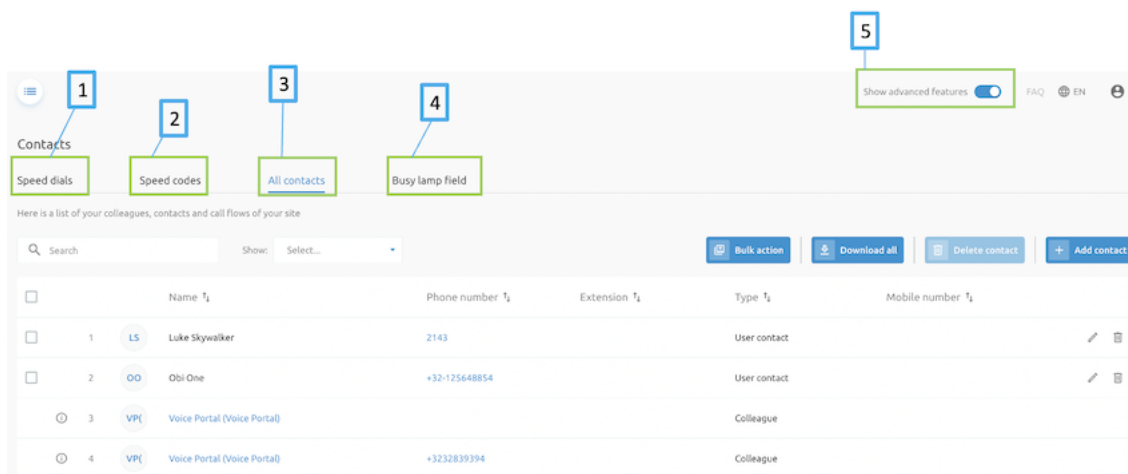 5
1
3
4
2
Show advanced features FAQ EN
Contacts
Speed dials Speed codes All contacts Busy lamp field
Here is a list of your colleagues, contacts and call flows of your site
Search Show: Select... Bulk action Download all Delete contact + Add contact
Name Phone number Extension Type Mobile number
1 LS Luke Skywalker 2143 User contact
2 OO Obi One +32-125648854 User contact
3 VP( Voice Portal (Voice Portal) Colleague
4 VP( Voice Portal (Voice Portal) +3232839394 Colleague